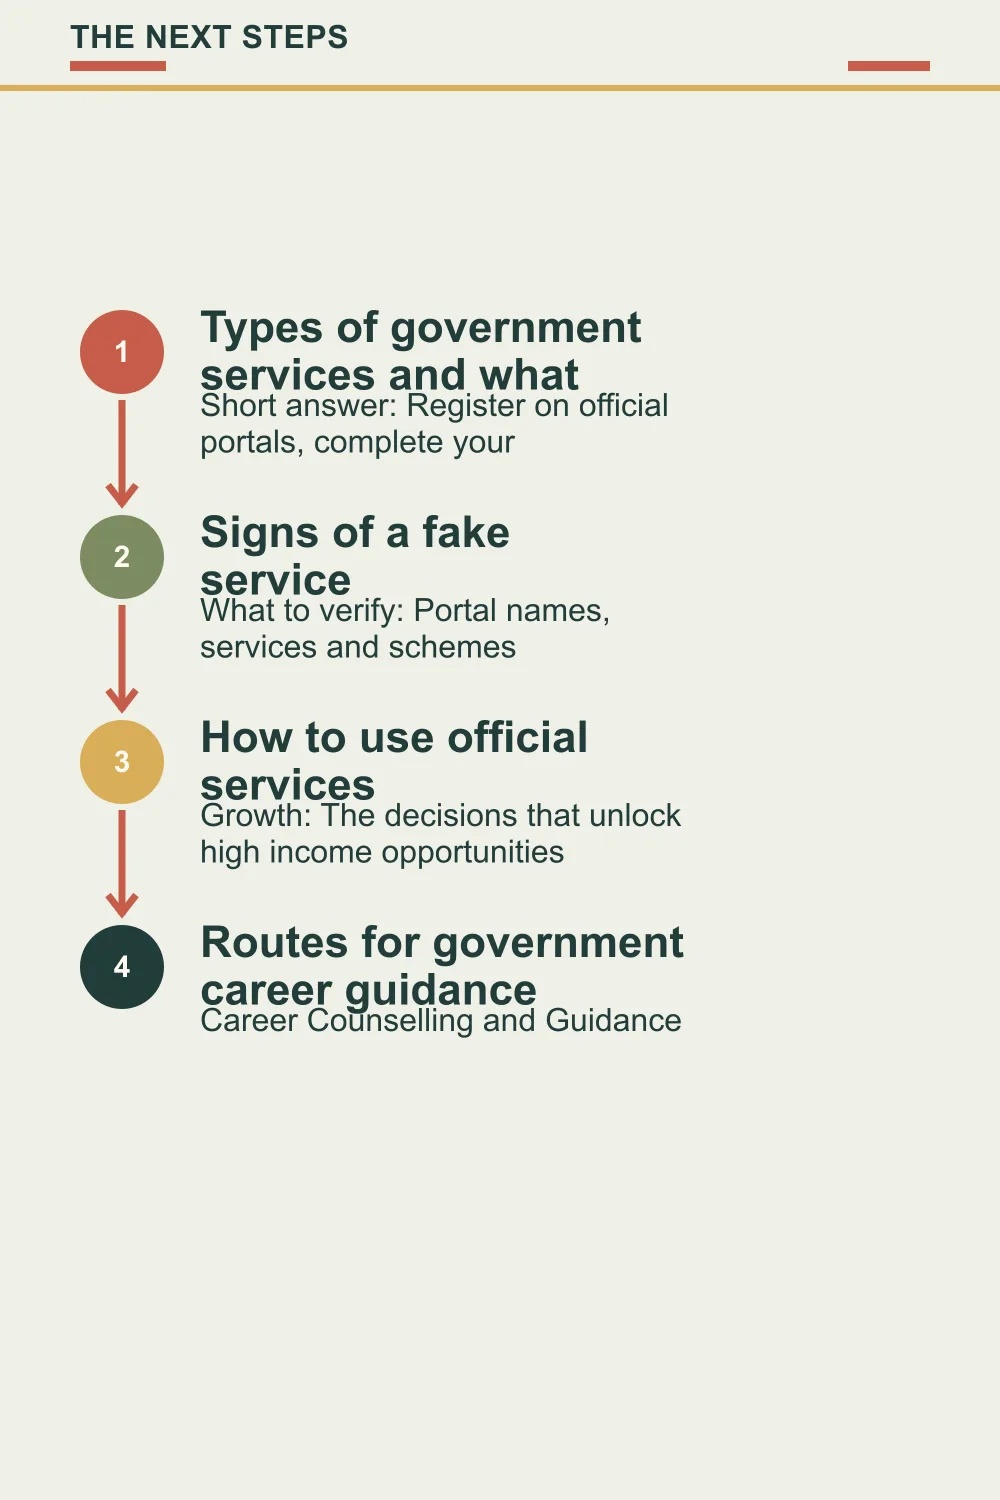 THE NEXT STEPS
1
Types of government
services and what
Short answer: Register on official
portals, complete your
2
Signs of a fake
service
What to verify: Portal names,
services and schemes
3
How to use official
services
Growth: The decisions that unlock
high income opportunities
4
Routes for government
career guidance
Career Counselling and Guidance